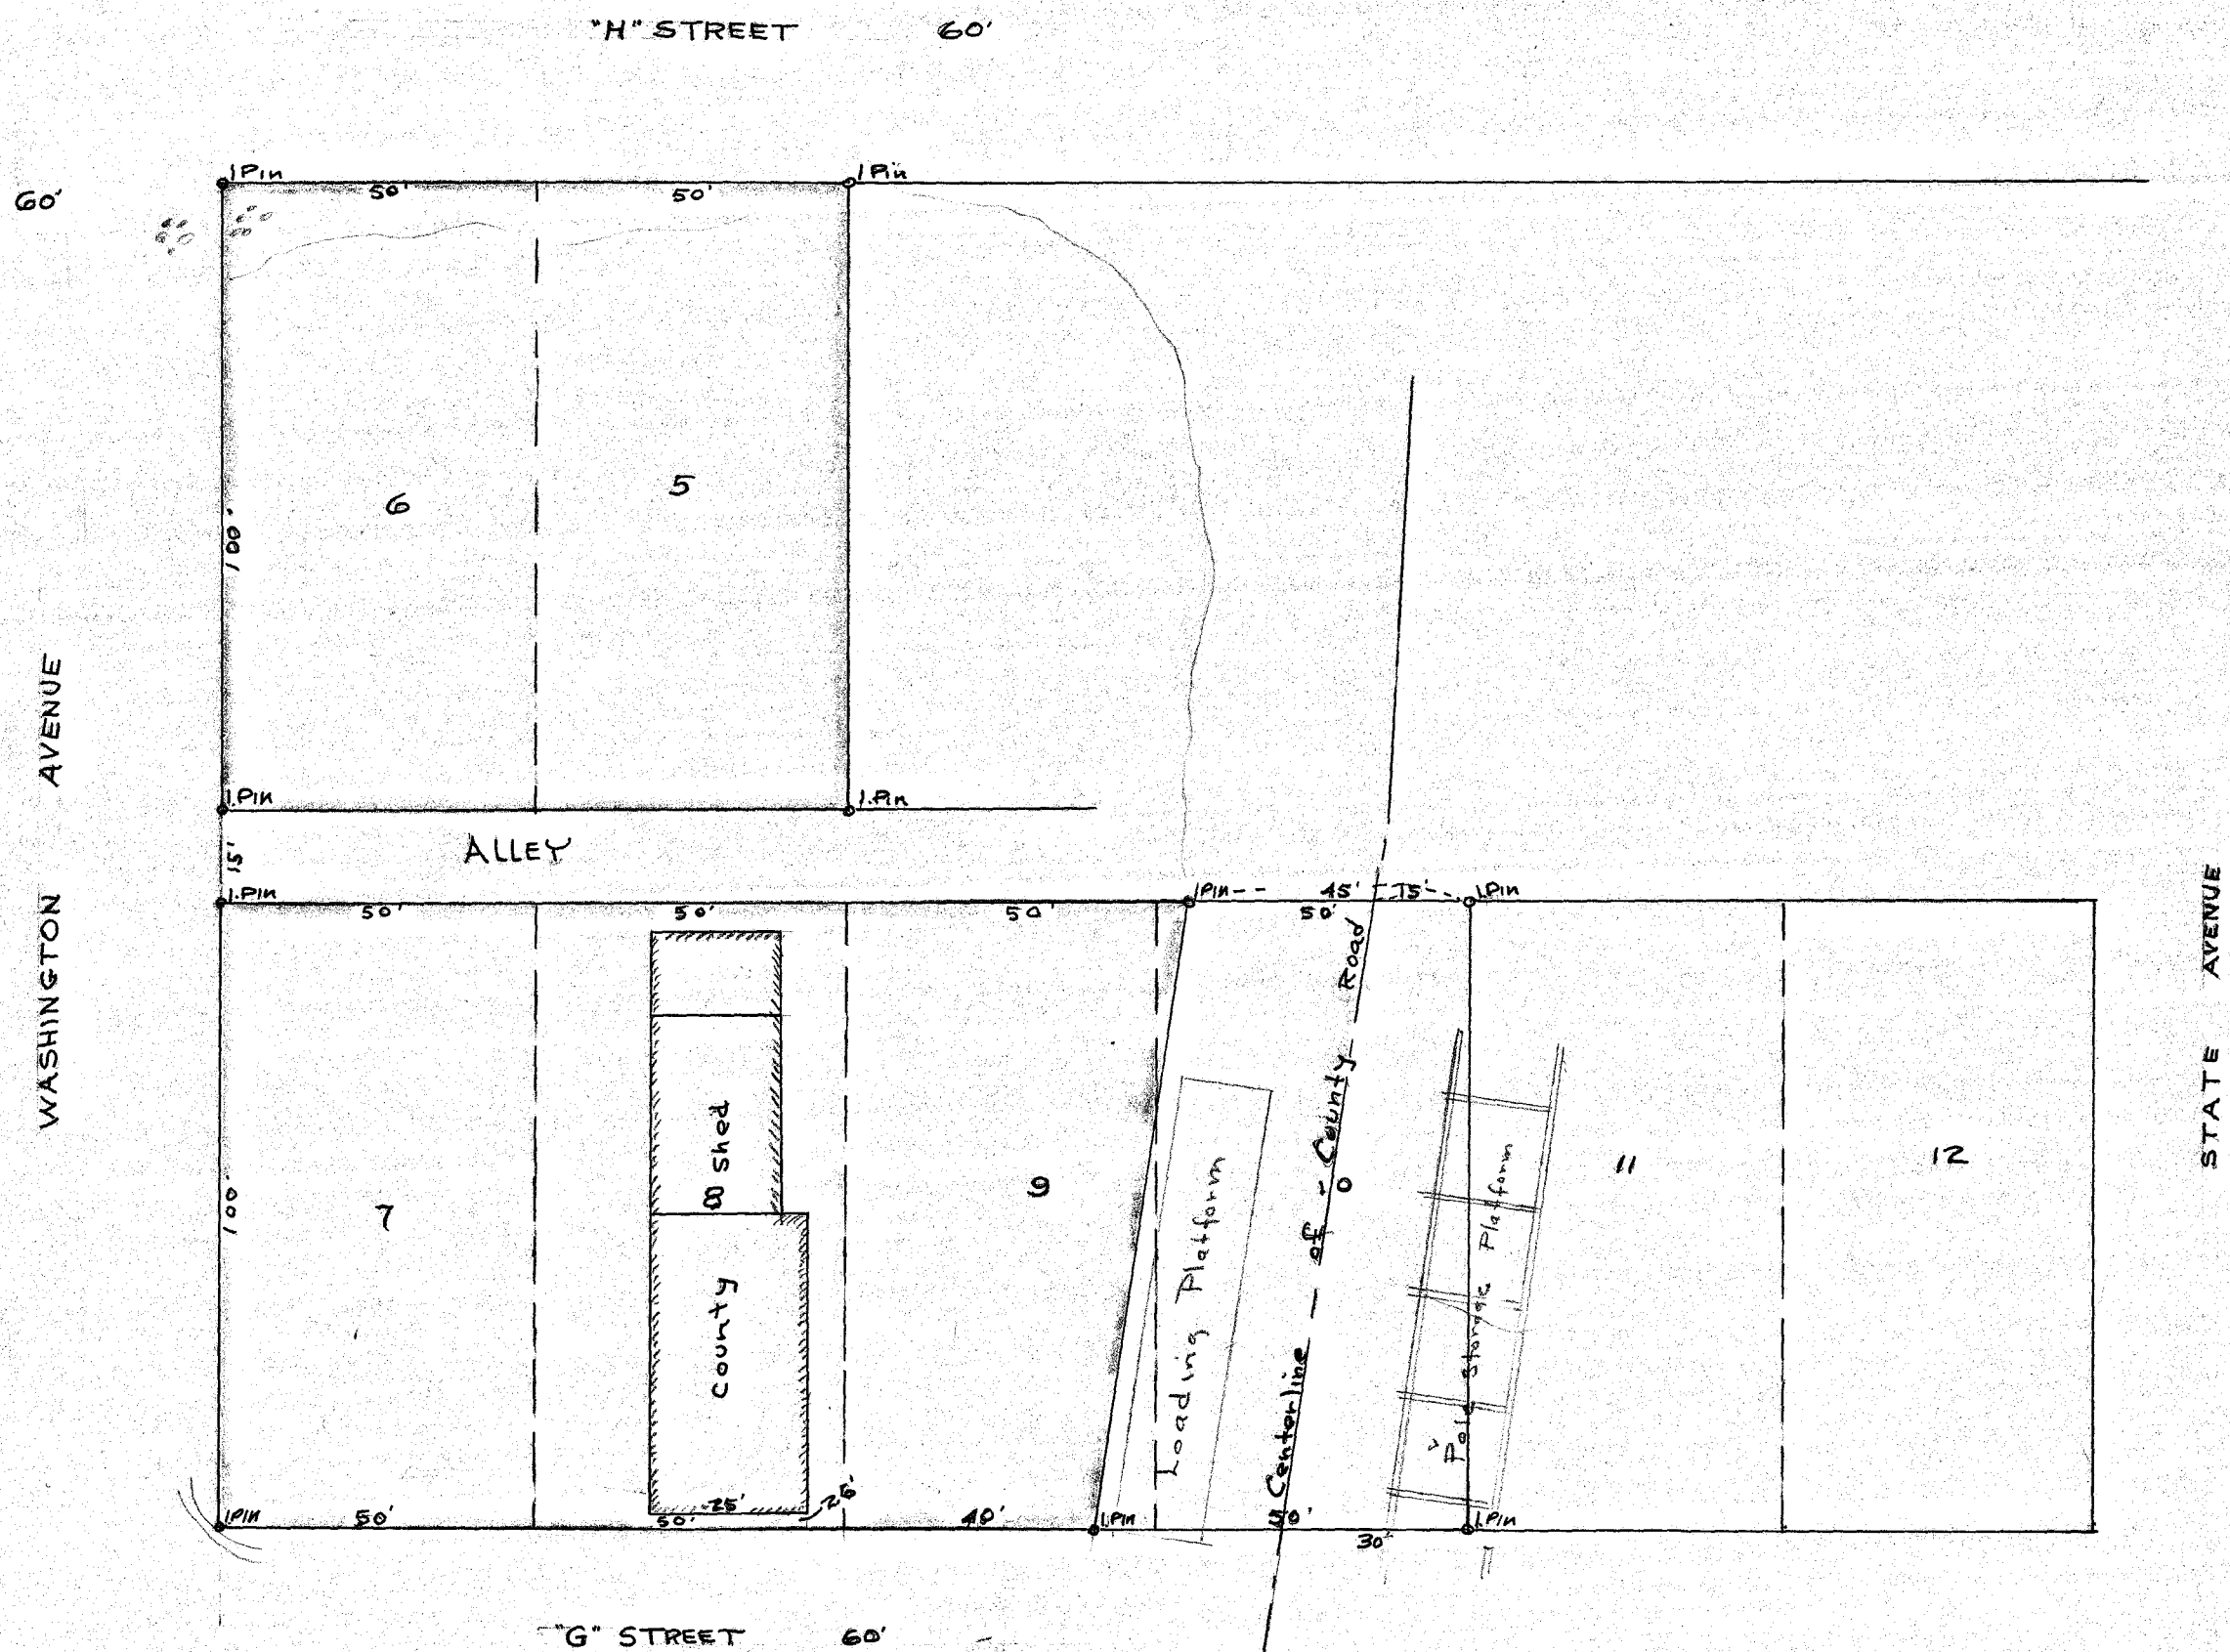 "H" STREET 60'
60'
I Pin
I Pin
50'
50'
6
5
100'
WASHINGTON AVENUE
I.Pin
I.Pin
15'
ALLEY
I.Pin
50'
50'
50'
I Pin
45'
15'
I.Pin
50'
STATE AVENUE
100'
7
County 8 Shed
9
Loading Platform
Centerline of County Road
Pole Storage Platform
11
12
I Pin
50'
25'
50'
2.5'
40'
I.Pin
50'
30'
I.Pin
"G" STREET 60'